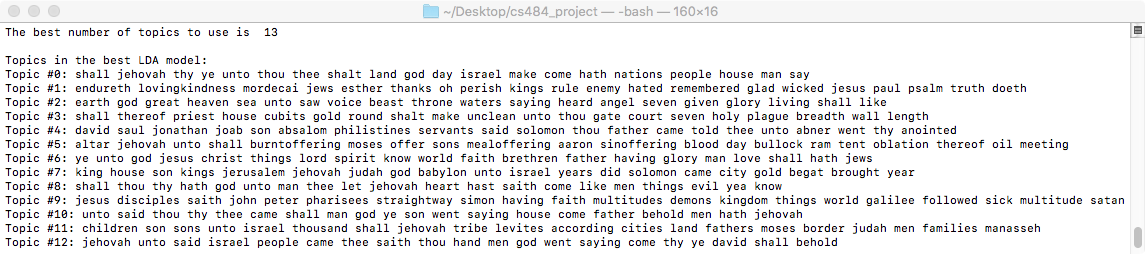 ~/Desktop/cs484_project — -bash — 160×16
The best number of topics to use is  13
Topics in the best LDA model:
Topic #0: shall jehovah thy ye unto thou thee shalt land god day israel make come hath nations people house man say
Topic #1: endureth lovingkindness mordecai jews esther thanks oh perish kings rule enemy hated remembered glad wicked jesus paul psalm truth doeth
Topic #2: earth god great heaven sea unto saw voice beast throne waters saying heard angel seven given glory living shall like
Topic #3: shall thereof priest house cubits gold round shalt make unclean unto thou gate court seven holy plague breadth wall length
Topic #4: david saul jonathan joab son absalom philistines servants said solomon thou father came told thee unto abner went thy anointed
Topic #5: altar jehovah unto shall burntoffering moses offer sons mealoffering aaron sinoffering blood day bullock ram tent oblation thereof oil meeting
Topic #6: ye unto god jesus christ things lord spirit know world faith brethren father having glory man love shall hath jews
Topic #7: king house son kings jerusalem jehovah judah god babylon unto israel years did solomon came city gold begat brought year
Topic #8: shall thou thy hath god unto man thee let jehovah heart hast saith come like men things evil yea know
Topic #9: jesus disciples saith john peter pharisees straightway simon having faith multitudes demons kingdom things world galilee followed sick multitude satan
Topic #10: unto said thou thy thee came shall man god ye son went saying house come father behold men hath jehovah
Topic #11: children son sons unto israel thousand shall jehovah tribe levites according cities land fathers moses border judah men families manasseh
Topic #12: jehovah unto said israel people came thee saith thou hand men god went saying come thy ye david shall behold